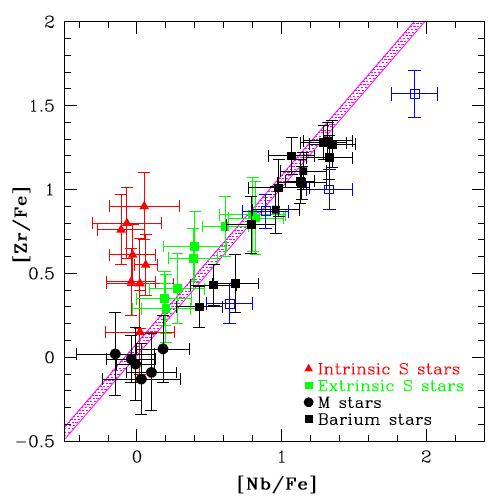 2
1.5
1
0.5
0
−0.5
[Zr/Fe]
Intrinsic S stars
Extrinsic S stars
M stars
Barium stars
0
1
2
[Nb/Fe]